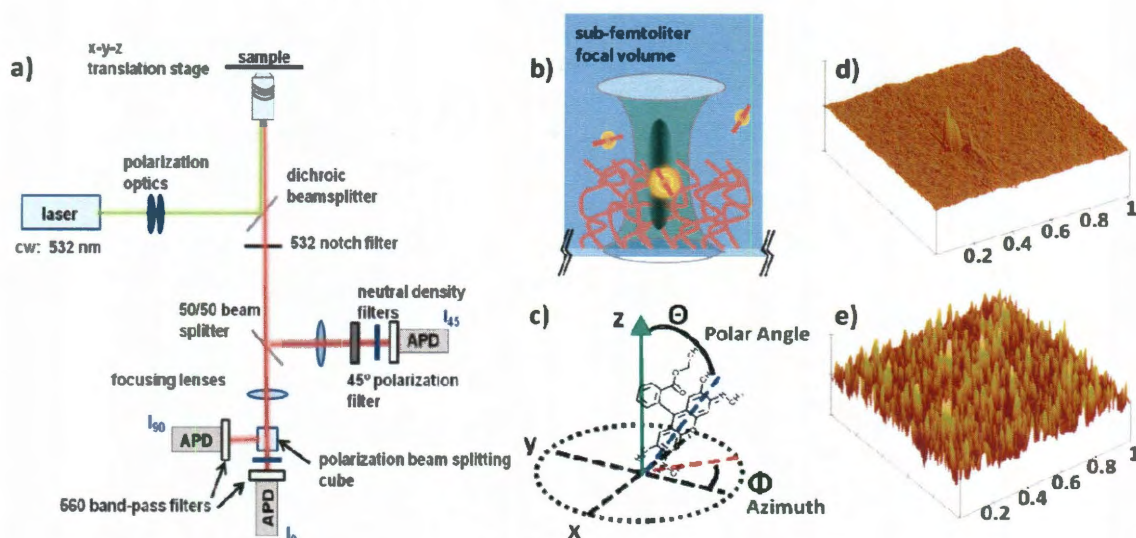 a)
x-y-z
translation stage
sample
polarization
optics
laser
cw: 532 nm
dichroic
beamsplitter
532 notch filter
50/50 beam
splitter
neutral density
filters
I45
APD
45º polarization
filter
focusing lenses
I90
APD
polarization beam splitting
cube
560 band-pass filters
APD
b)
sub-femtoliter
focal volume
c)
z
Θ
Polar Angle
y
x
Φ
Azimuth
d)
0.2 0.4 0.6 0.8 1
e)
0.2 0.4 0.6 0.8 1